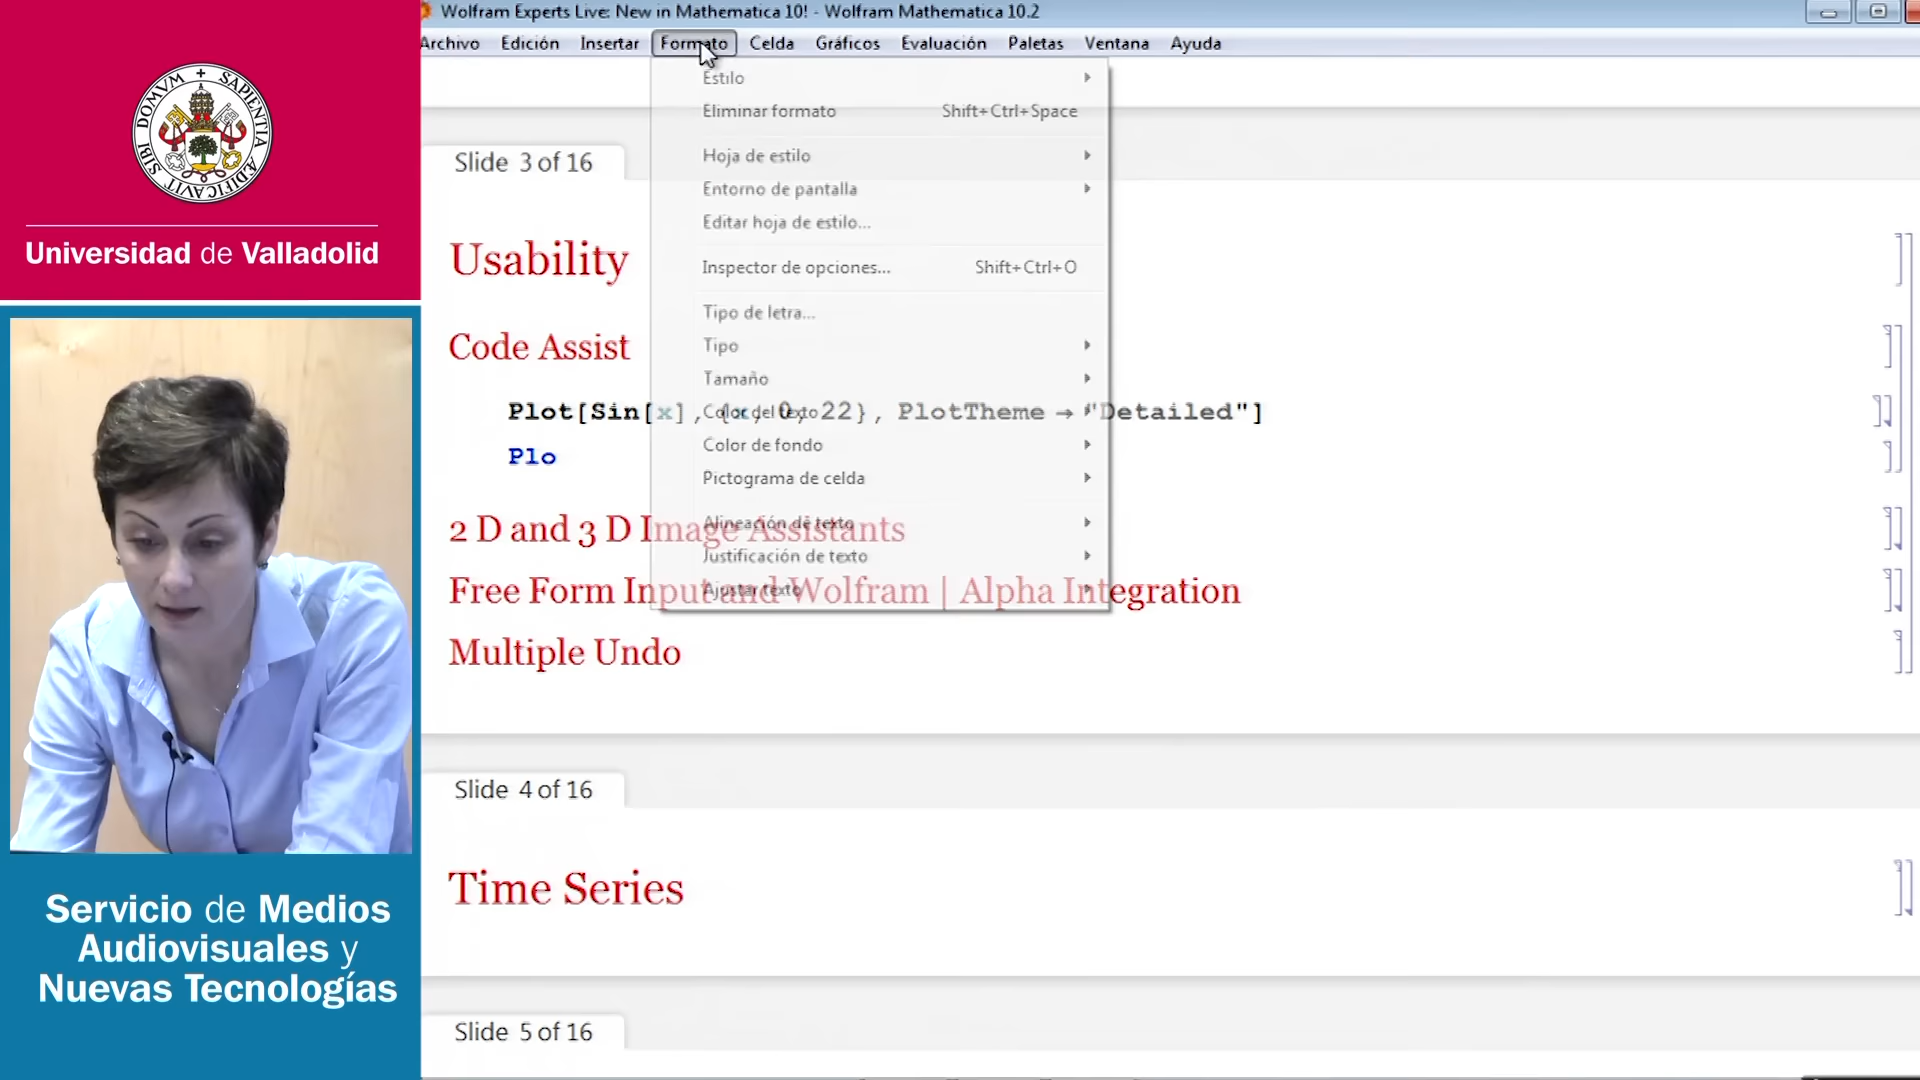 Wolfram Experts Live: New in Mathematica 10! - Wolfram Mathematica 10.2
Archivo Edición Insertar Formato Celda Gráficos Evaluación Paletas Ventana Ayuda
SIBI DOMVM SAPIENTIA ÆDIFICAVIT
Universidad de Valladolid
Servicio de Medios
Audiovisuales y
Nuevas Tecnologías
Estilo
Eliminar formato Shift+Ctrl+Space
Hoja de estilo
Entorno de pantalla
Editar hoja de estilo...
Inspector de opciones... Shift+Ctrl+O
Tipo de letra...
Tipo
Tamaño
Color del texto
Color de fondo
Pictograma de celda
Alineación de texto
Justificación de texto
Ajustar texto
Slide 3 of 16
Usability
Code Assist
Plot[Sin[x], {x, 0, 22}, PlotTheme → "Detailed"]
Plo
2 D and 3 D Image Assistants
Free Form Input and Wolfram | Alpha Integration
Multiple Undo
Slide 4 of 16
Time Series
Slide 5 of 16